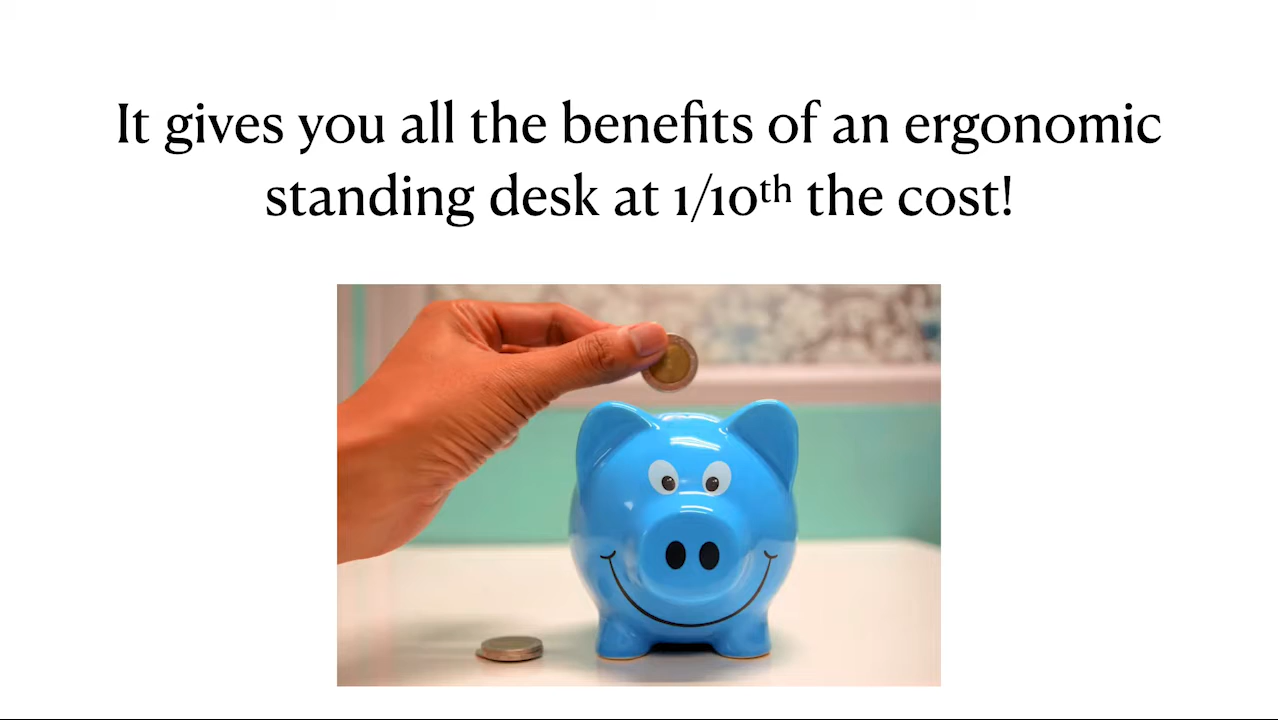 It gives you all the benefits of an ergonomic
standing desk at 1/10th the cost!